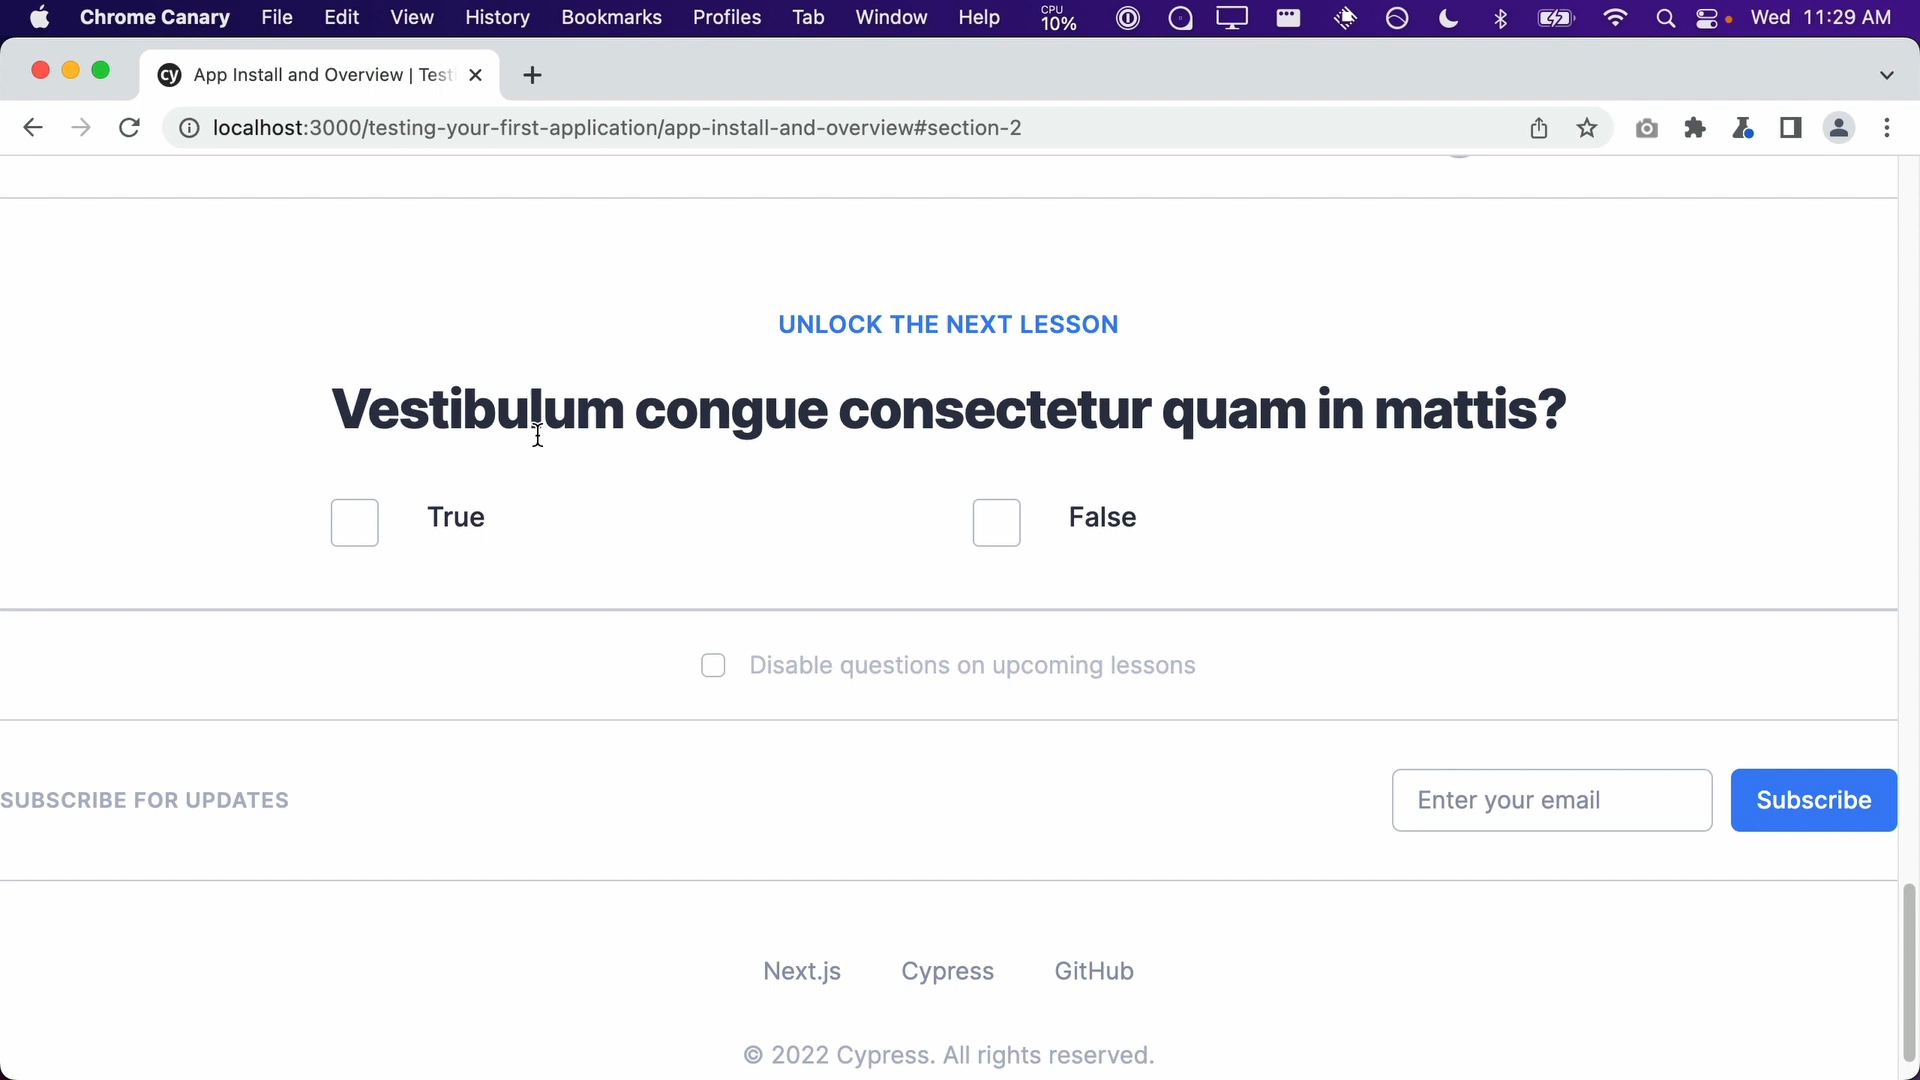 Chrome Canary File Edit View History Bookmarks Profiles Tab Window Help CPU 10% Wed 11:29 AM
cy App Install and Overview | Test
localhost:3000/testing-your-first-application/app-install-and-overview#section-2
UNLOCK THE NEXT LESSON
Vestibulum congue consectetur quam in mattis?
True False
Disable questions on upcoming lessons
SUBSCRIBE FOR UPDATES Enter your email Subscribe
Next.js Cypress GitHub
© 2022 Cypress. All rights reserved.